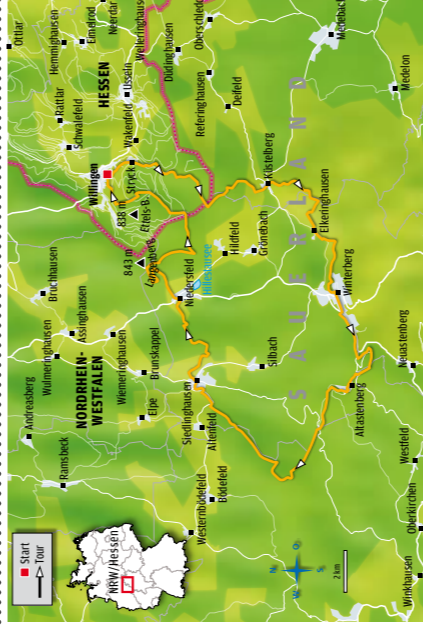 Start
Tour
NRW/Hessen
2 km
Ramsbeck
Andreasberg
Wulmeringhausen
Assinghausen
Bruchhausen
NORDRHEIN-
WESTFALEN
Wiemeringhausen
Brunskappel
Elpe
Westernbödefeld
Bödefeld
Altenfeld
Siedlinghausen
Niedersfeld
Hillebachsee
843 m
Langenberg
838 m
Ettels-B.
Willingen
Stryck
Schwalefeld
Rattlar
Ottlar
Hemmighausen
Eimelrod
HESSEN
Usseln
Wakenfeld
Welleringhausen
Neerdar
Silbach
Hildfeld
Grönebach
SAUERLAND
Küstelberg
Deifeld
Referinghausen
Düdinghausen
Oberschledorn
Elkeringhausen
Winterberg
Altastenberg
Neuastenberg
Westfeld
Oberkirchen
Winkhausen
Medebach
Medelon